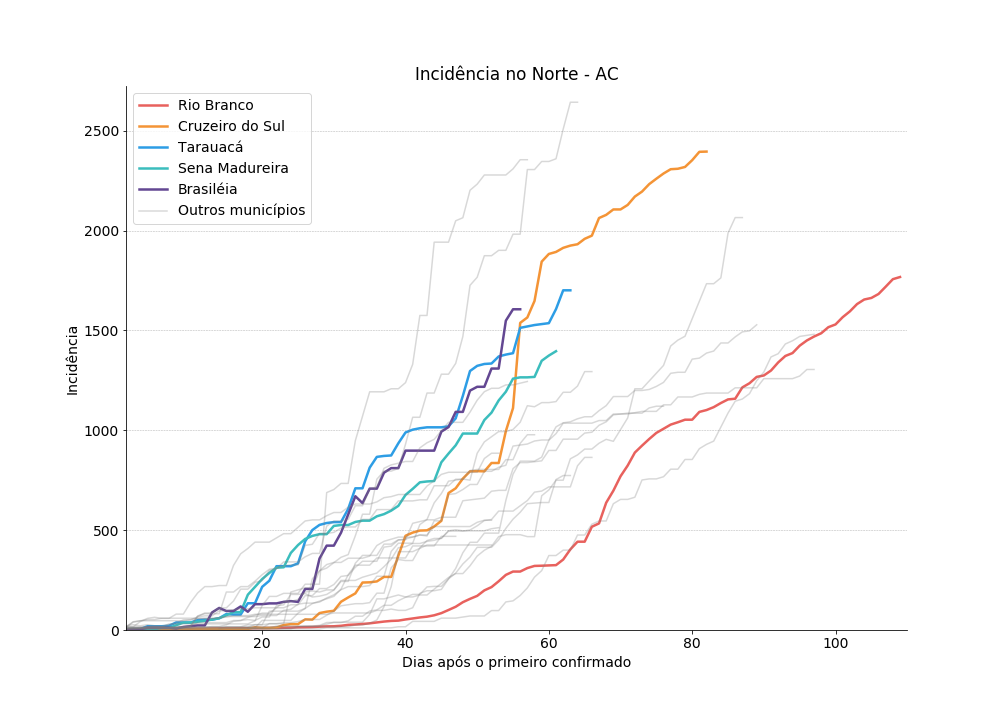 Incidência no Norte - AC
Rio Branco
Cruzeiro do Sul
Tarauacá
Sena Madureira
Brasiléia
Outros municípios
Incidência
2500
2000
1500
1000
500
0
20
40
60
80
100
Dias após o primeiro confirmado